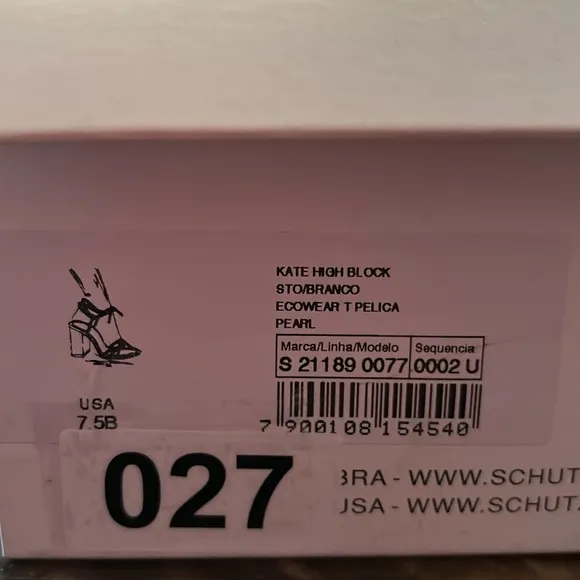 KATE HIGH BLOCK
STO/BRANCO
ECOWEAR T PELICA
PEARL
Marca/Linha/Modelo Sequencia
S 21189 0077 0002 U
7 900108 154540
USA
7.5B
027
BRA - WWW.SCHUT
USA - WWW.SCHUTZ